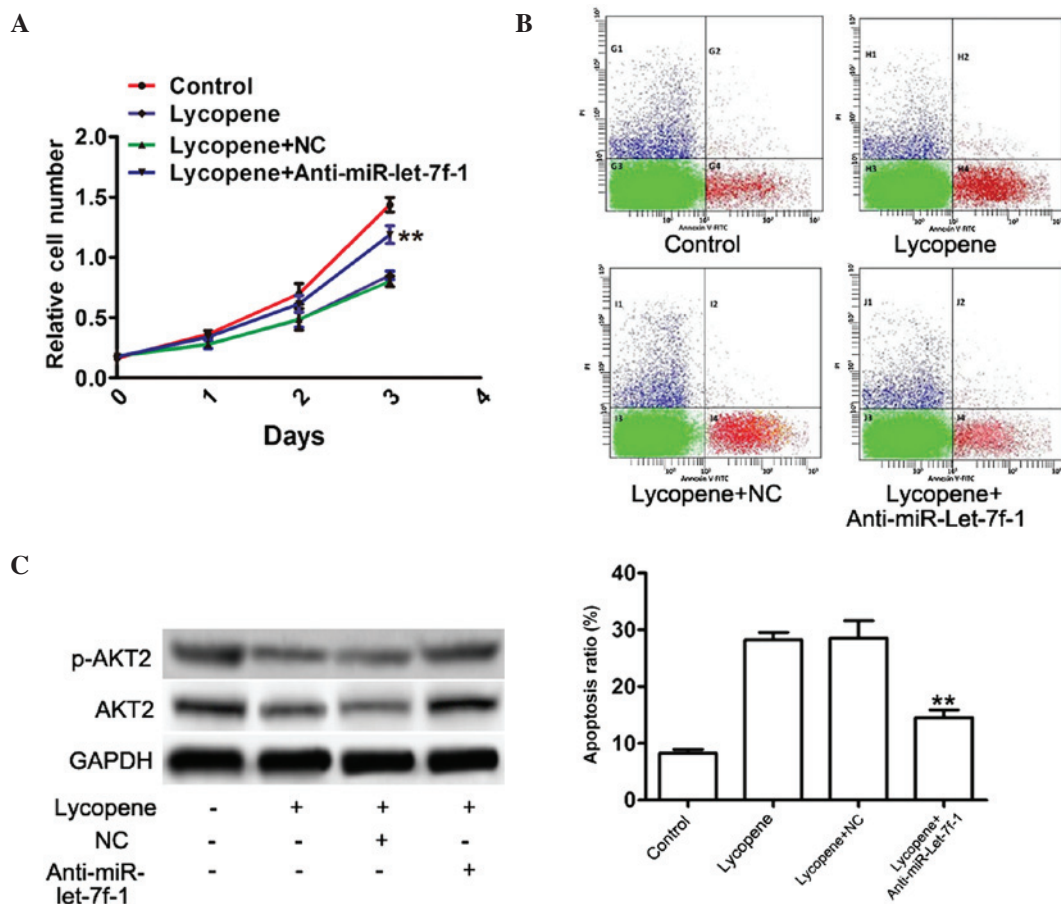 A
Control
Lycopene
Lycopene+NC
Lycopene+Anti-miR-let-7f-1
Relative cell number
2.0
1.5
1.0
0.5
0.0
**
0
1
2
3
4
Days
B
G1
G2
G3
G4
PI
Annexin V-FITC
Control
H1
H2
H3
H4
PI
Annexin V-FITC
Lycopene
I1
I2
I3
I4
PI
Annexin V-FITC
Lycopene+NC
J1
J2
J3
J4
PI
Annexin V-FITC
Lycopene+
Anti-miR-Let-7f-1
C
p-AKT2
AKT2
GAPDH
Lycopene - + + +
NC - - + -
Anti-miR- - - - +
let-7f-1
Apoptosis ratio (%)
40
30
20
10
0
**
Control
Lycopene
Lycopene+NC
Lycopene+
Anti-miR-Let-7f-1